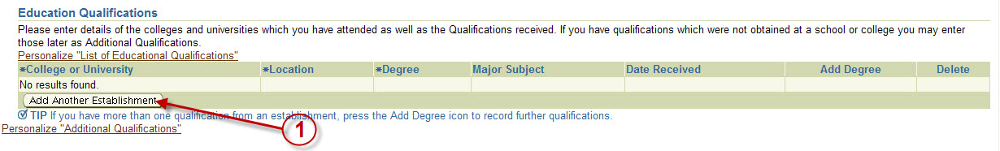 Education Qualifications
Please enter details of the colleges and universities which you have attended as well as the Qualifications received. If you have qualifications which were not obtained at a school or college you may enter
those later as Additional Qualifications.
Personalize "List of Educational Qualifications"
*College or University *Location *Degree Major Subject Date Received Add Degree Delete
No results found.
Add Another Establishment
TIP If you have more than one qualification from an establishment, press the Add Degree icon to record further qualifications.
Personalize "Additional Qualifications"
1